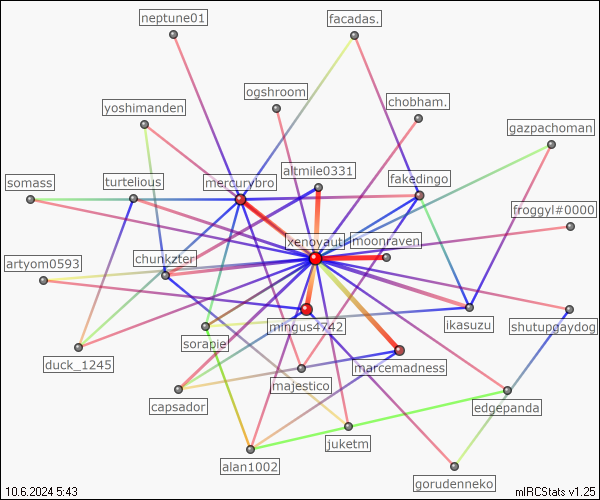 neptune01
facadas.
ogshroom
chobham.
yoshimanden
gazpachoman
altmile0331
somass
turtelious
mercurybro
fakedingo
froggyl#0000
xenoyaut
moonraven
artyom0593
chunkzter
mingus4742
ikasuzu
shutupgaydog
sorapie
duck_1245
majestico
marcemadness
capsador
edgepanda
juketm
alan1002
gorudenneko
10.6.2024 5:43
mIRCStats v1.25